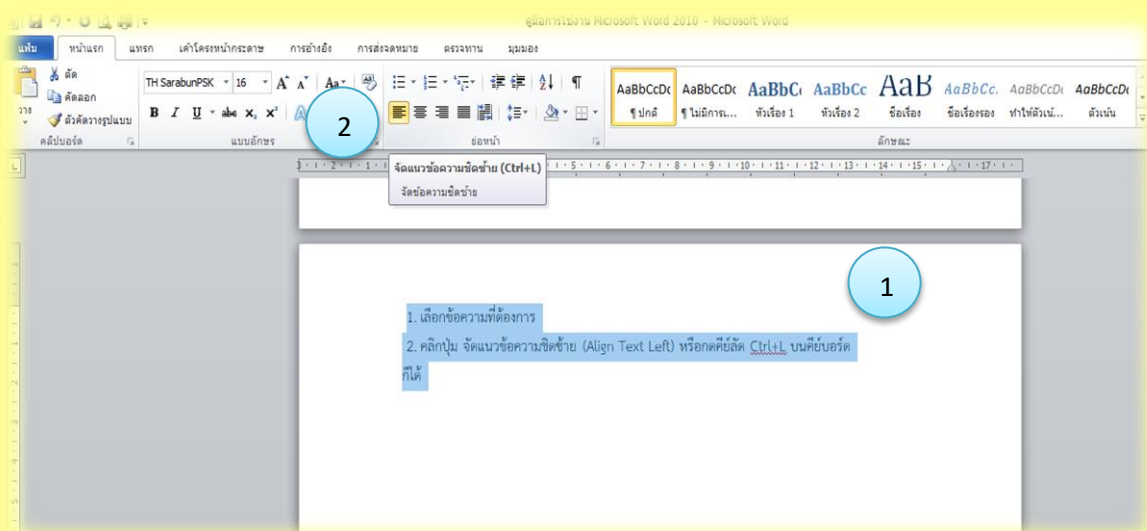 คู่มือการใช้งาน Microsoft Word 2010 - Microsoft Word
แฟ้ม หน้าแรก แทรก เค้าโครงหน้ากระดาษ การอ้างอิง การส่งจดหมาย ตรวจทาน มุมมอง
วาง
ตัด
คัดลอก
ตัวคัดวางรูปแบบ
คลิปบอร์ด
TH SarabunPSK 16
แบบอักษร
ย่อหน้า
AaBbCcDc AaBbCcDc AaBbC AaBbCc AaB AaBbCc. AaBbCcDc AaBbCcDc
¶ ปกติ ¶ ไม่มีการเ... หัวเรื่อง 1 หัวเรื่อง 2 ชื่อเรื่อง ชื่อเรื่องรอง ทำให้ตัวเน้... ตัวเน้น
ลักษณะ
2
จัดแนวข้อความชิดซ้าย (Ctrl+L)
จัดข้อความชิดซ้าย
1
1. เลือกข้อความที่ต้องการ
2. คลิกปุ่ม จัดแนวข้อความชิดซ้าย (Align Text Left) หรือกดคีย์ลัด Ctrl+L บนคีย์บอร์ด
ก็ได้